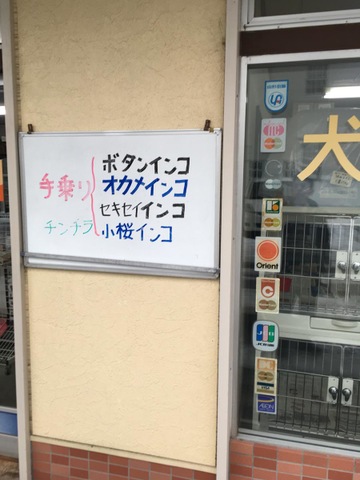 手乗り
チンチラ
ボタンインコ
オカメインコ
セキセイインコ
小桜インコ
犬
Orient
JCB